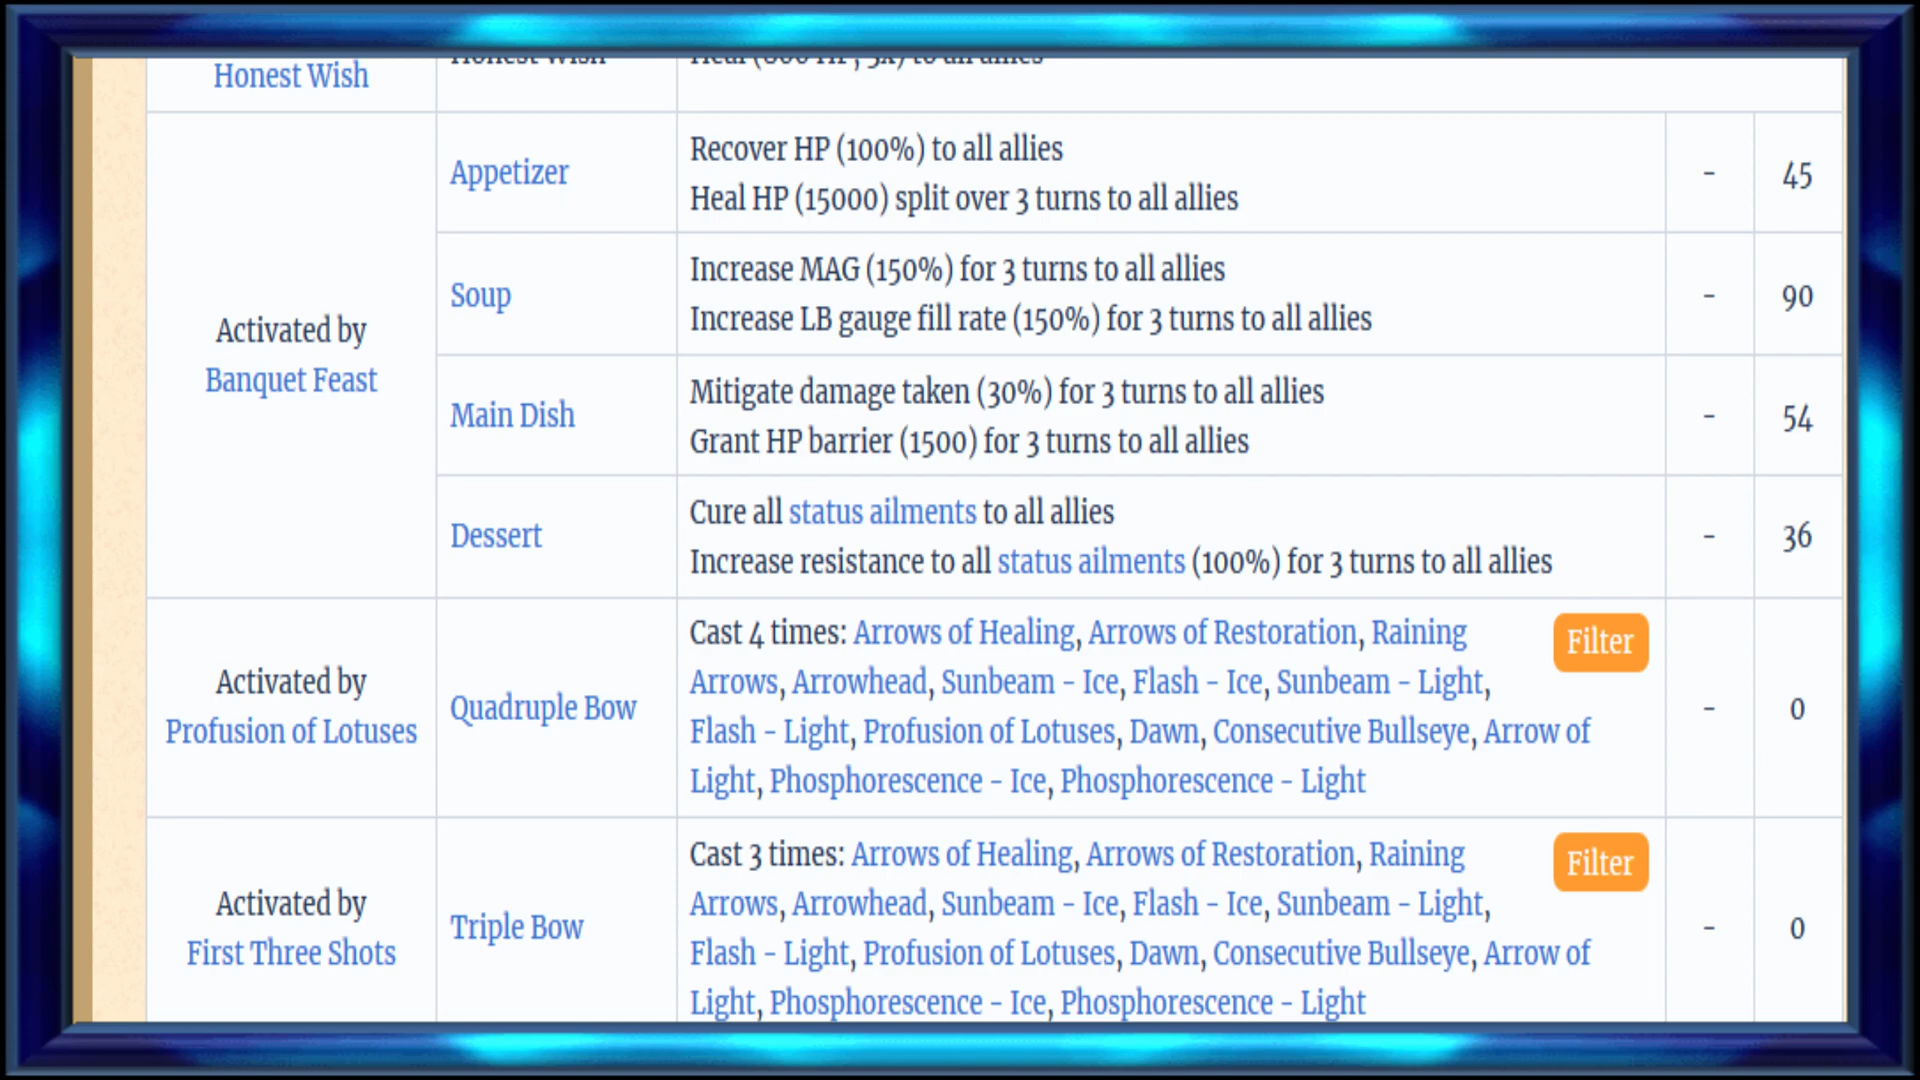 Honest Wish
Honest Wish
Heal (800 HP, 3x) to all allies
Activated by
Banquet Feast
Appetizer
Recover HP (100%) to all allies
Heal HP (15000) split over 3 turns to all allies
-
45
Soup
Increase MAG (150%) for 3 turns to all allies
Increase LB gauge fill rate (150%) for 3 turns to all allies
-
90
Main Dish
Mitigate damage taken (30%) for 3 turns to all allies
Grant HP barrier (1500) for 3 turns to all allies
-
54
Dessert
Cure all status ailments to all allies
Increase resistance to all status ailments (100%) for 3 turns to all allies
-
36
Activated by
Profusion of Lotuses
Quadruple Bow
Cast 4 times: Arrows of Healing, Arrows of Restoration, Raining
Arrows, Arrowhead, Sunbeam - Ice, Flash - Ice, Sunbeam - Light,
Flash - Light, Profusion of Lotuses, Dawn, Consecutive Bullseye, Arrow of
Light, Phosphorescence - Ice, Phosphorescence - Light
Filter
-
0
Activated by
First Three Shots
Triple Bow
Cast 3 times: Arrows of Healing, Arrows of Restoration, Raining
Arrows, Arrowhead, Sunbeam - Ice, Flash - Ice, Sunbeam - Light,
Flash - Light, Profusion of Lotuses, Dawn, Consecutive Bullseye, Arrow of
Light, Phosphorescence - Ice, Phosphorescence - Light
Filter
-
0